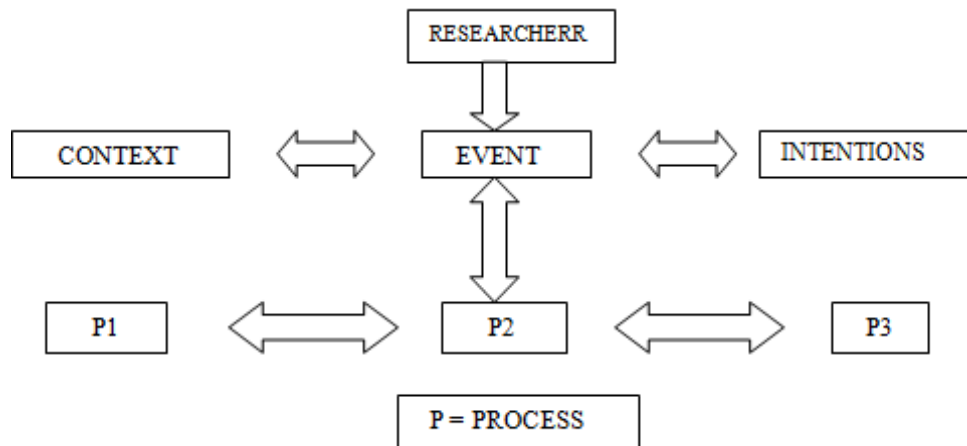 RESEARCHERR
CONTEXT
EVENT
INTENTIONS
P1
P2
P3
P = PROCESS